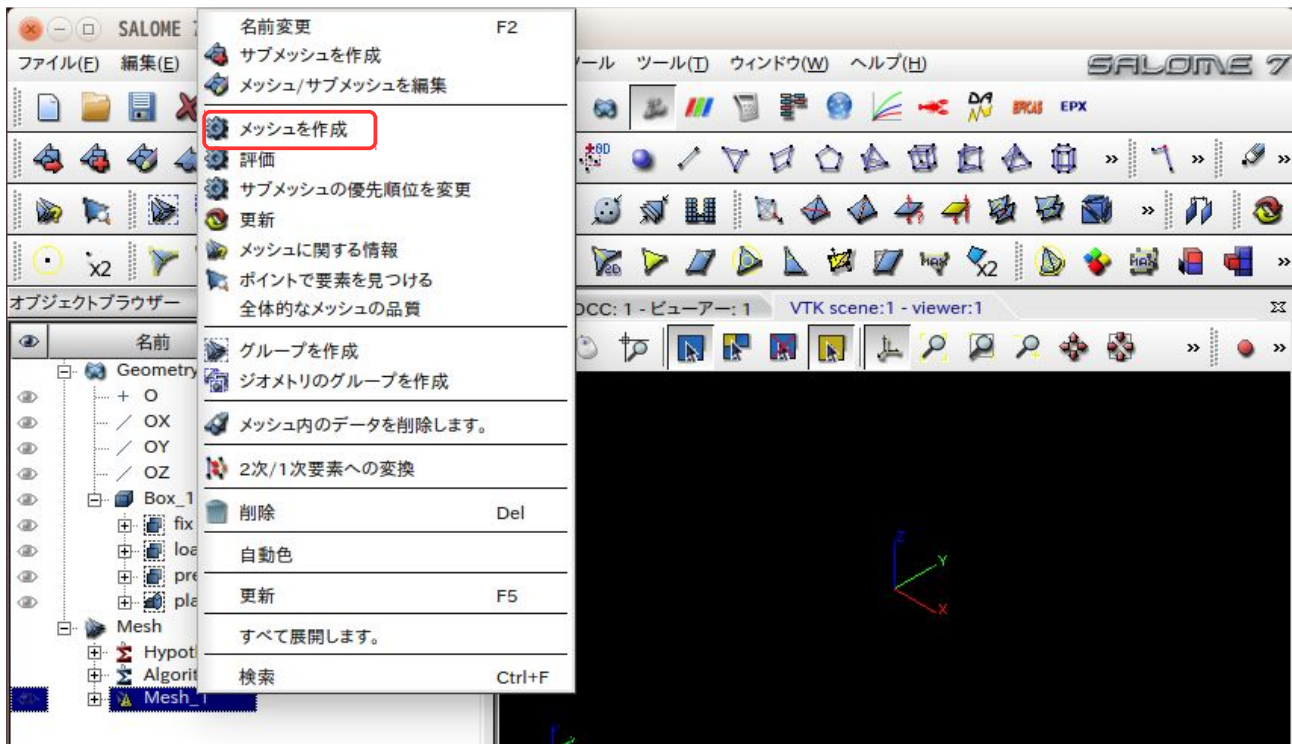 SALOME 7
名前変更 F2
サブメッシュを作成
メッシュ/サブメッシュを編集
メッシュを作成
評価
サブメッシュの優先順位を変更
更新
メッシュに関する情報
ポイントで要素を見つける
全体的なメッシュの品質
グループを作成
ジオメトリのグループを作成
メッシュ内のデータを削除します。
2次/1次要素への変換
削除 Del
自動色
更新 F5
すべて展開します。
検索 Ctrl+F
ファイル(F) 編集(E) ール ツール(T) ウィンドウ(W) ヘルプ(H) SALOME 7
EPX
x2
オブジェクトブラウザー
OCC: 1 - ビューアー: 1 VTK scene:1 - viewer:1
名前
Geometry
O
OX
OY
OZ
Box_1
fix
loa
pre
pla
Mesh
Hypot
Algorit
Mesh_1
Z
Y
X